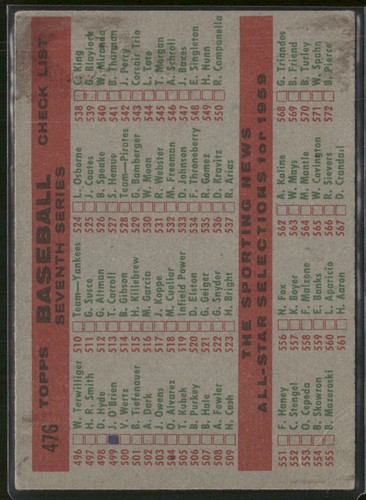 476
TOPPS BASEBALL CHECK LIST
SEVENTH SERIES
496 W. Terwilliger
497 H. R. Smith
498 D. Hyde
499 J. O'Brien
500 V. Wertz
501 B. Tiefenauer
502 A. Dark
503 J. Owens
504 O. Alvarez
505 T. Kubek
506 B. Purkey
507 B. Hale
508 A. Fowler
509 N. Cash
510 Team—Yankees
511 G. Susce
512 G. Altman
513 T. Carroll
514 B. Gibson
515 H. Killebrew
516 M. Garcia
517 J. Koppe
518 M. Cuellar
519 Infield Power
520 D. Elston
521 G. Geiger
522 G. Snyder
523 H. Bright
524 L. Osborne
525 J. Coates
526 B. Speake
527 S. Hemus
528 Team—Pirates
529 G. Bamberger
530 W. Moon
531 R. Webster
532 M. Freeman
533 D. Johnson
534 F. Throneberry
535 R. Gomez
536 D. Kravitz
537 R. Arias
538 C. King
539 G. Blaylock
540 W. Miranda
541 B. Thurman
542 J. Perry
543 Corsair Trio
544 L. Tate
545 T. Morgan
546 A. Schroll
547 J. Baxes
548 E. Singleton
549 H. Nunn
550 R. Campanella
THE SPORTING NEWS
ALL-STAR SELECTIONS for 1959
551 F. Haney
552 C. Stengel
553 O. Cepeda
554 B. Skowron
555 B. Mazeroski
556 N. Fox
557 K. Boyer
558 F. Malzone
559 E. Banks
560 L. Aparicio
561 H. Aaron
562 A. Kaline
563 W. Mays
564 M. Mantle
565 W. Covington
566 R. Sievers
567 D. Crandall
568 G. Triandos
569 B. Friend
570 B. Turley
571 W. Spahn
572 B. Pierce